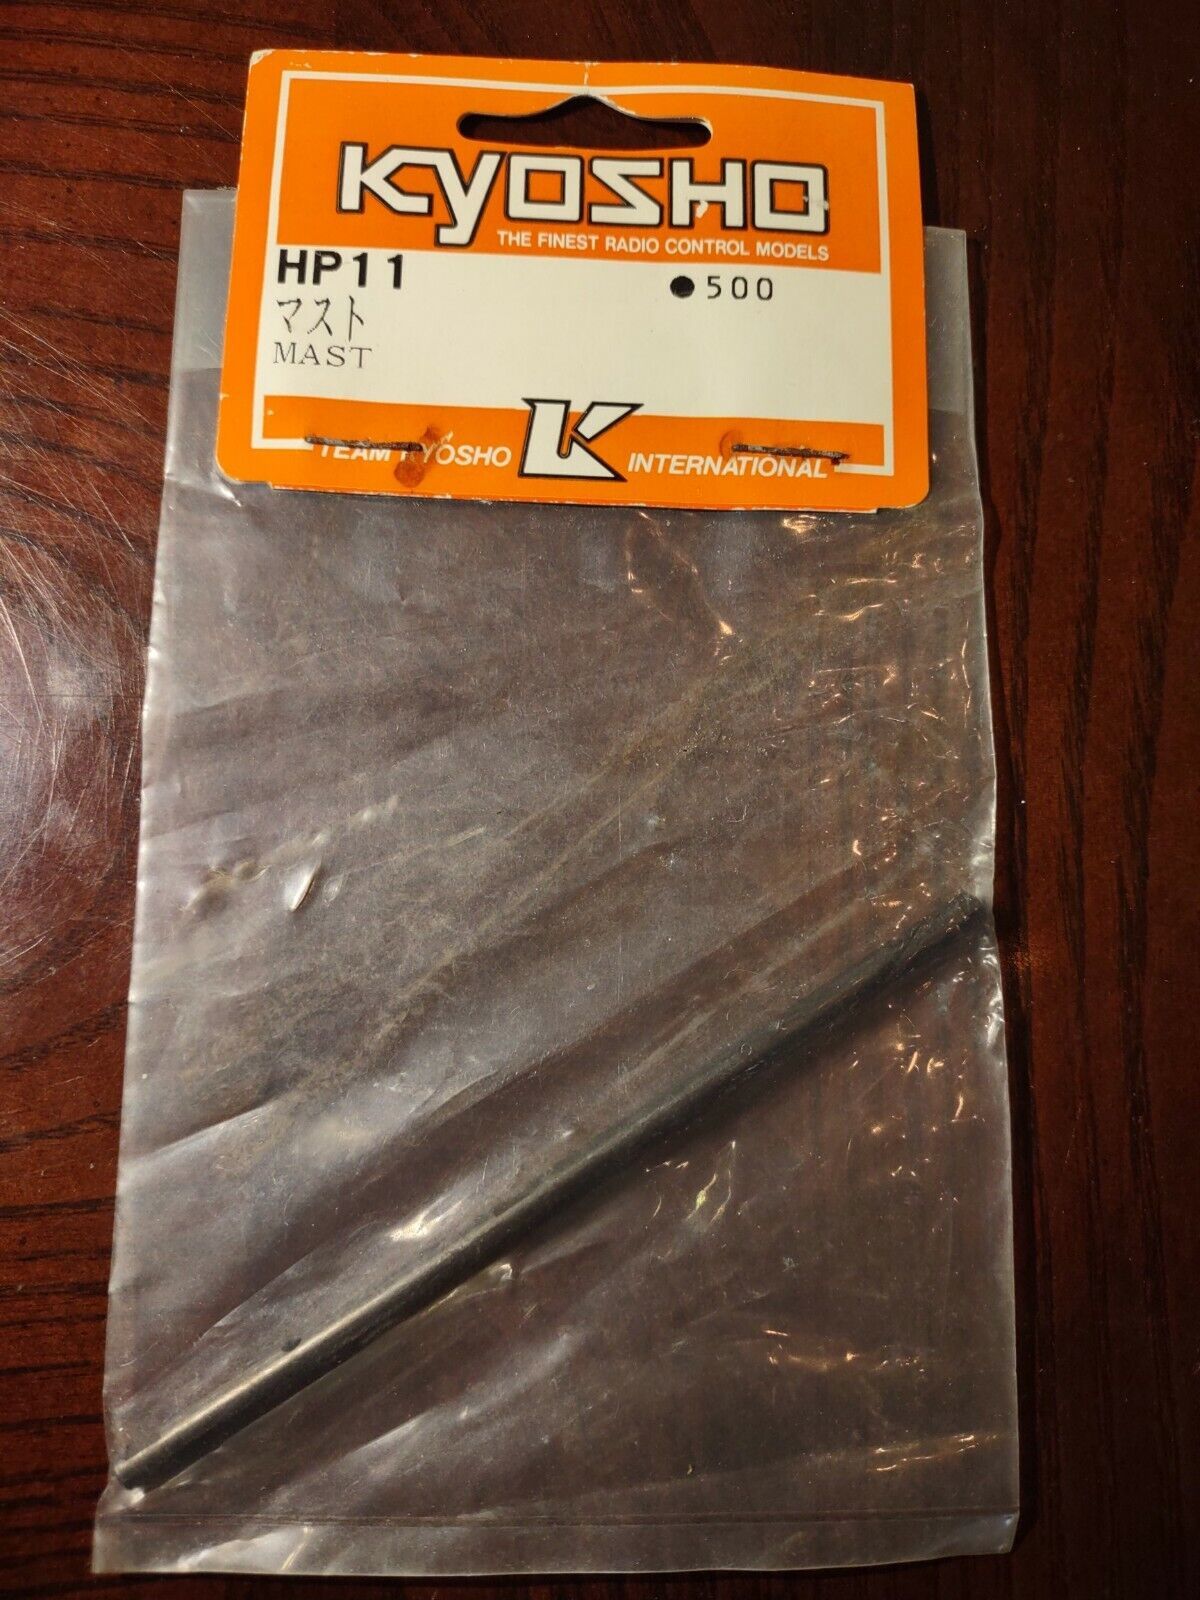 KYOSHO
THE FINEST RADIO CONTROL MODELS
HP11
●500
マスト
MAST
TEAM KYOSHO K INTERNATIONAL